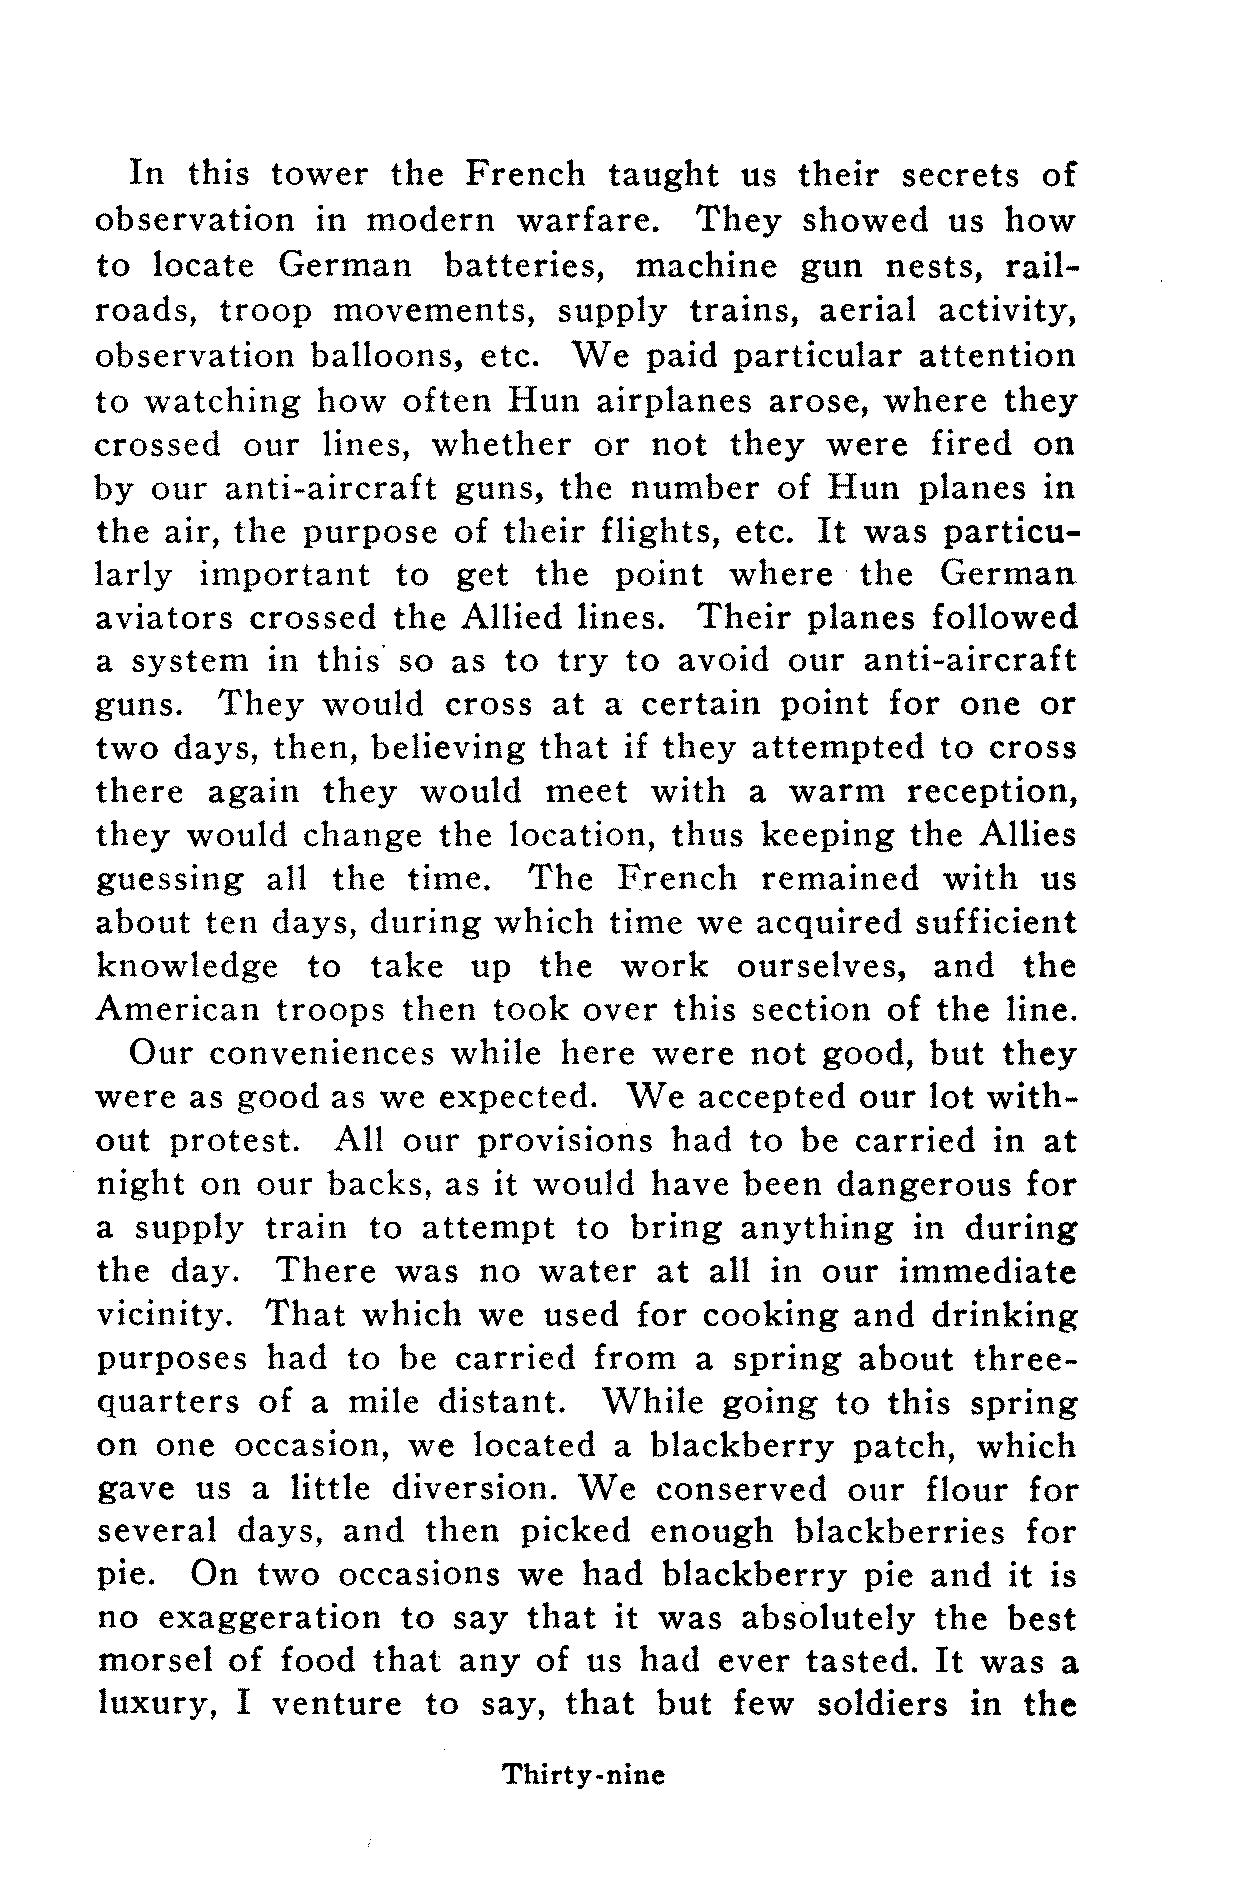 In this tower the French taught us their secrets of
observation in modern warfare. They showed us how
to locate German batteries, machine gun nests, rail-
roads, troop movements, supply trains, aerial activity,
observation balloons, etc. We paid particular attention
to watching how often Hun airplanes arose, where they
crossed our lines, whether or not they were fired on
by our anti-aircraft guns, the number of Hun planes in
the air, the purpose of their flights, etc. It was particu-
larly important to get the point where the German
aviators crossed the Allied lines. Their planes followed
a system in this so as to try to avoid our anti-aircraft
guns. They would cross at a certain point for one or
two days, then, believing that if they attempted to cross
there again they would meet with a warm reception,
they would change the location, thus keeping the Allies
guessing all the time. The French remained with us
about ten days, during which time we acquired sufficient
knowledge to take up the work ourselves, and the
American troops then took over this section of the line.
Our conveniences while here were not good, but they
were as good as we expected. We accepted our lot with-
out protest. All our provisions had to be carried in at
night on our backs, as it would have been dangerous for
a supply train to attempt to bring anything in during
the day. There was no water at all in our immediate
vicinity. That which we used for cooking and drinking
purposes had to be carried from a spring about three-
quarters of a mile distant. While going to this spring
on one occasion, we located a blackberry patch, which
gave us a little diversion. We conserved our flour for
several days, and then picked enough blackberries for
pie. On two occasions we had blackberry pie and it is
no exaggeration to say that it was absolutely the best
morsel of food that any of us had ever tasted. It was a
luxury, I venture to say, that but few soldiers in the
Thirty-nine